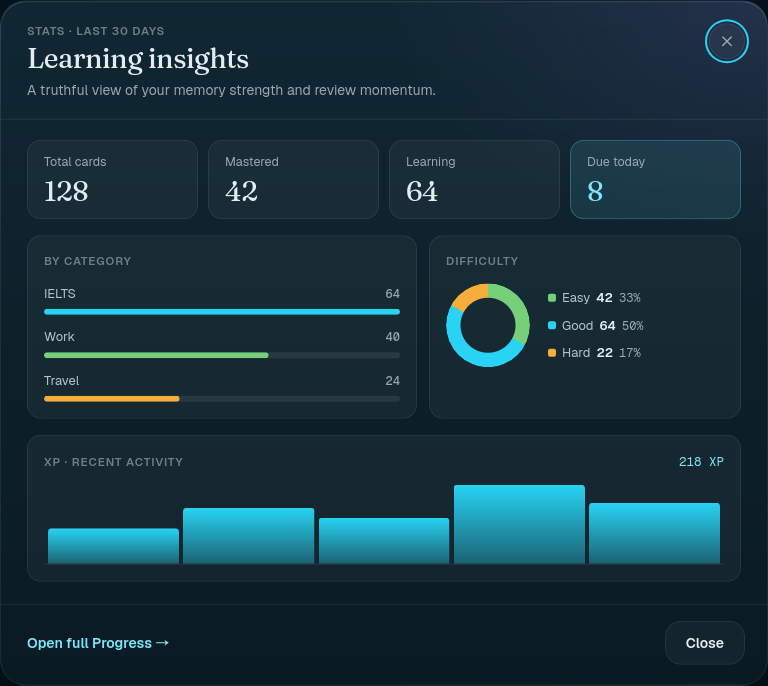 STATS · LAST 30 DAYS
Learning insights
A truthful view of your memory strength and review momentum.
Total cards
128
Mastered
42
Learning
64
Due today
8
BY CATEGORY
IELTS 64
Work 40
Travel 24
DIFFICULTY
Easy 42 33%
Good 64 50%
Hard 22 17%
XP · RECENT ACTIVITY 218 XP
Open full Progress →
Close